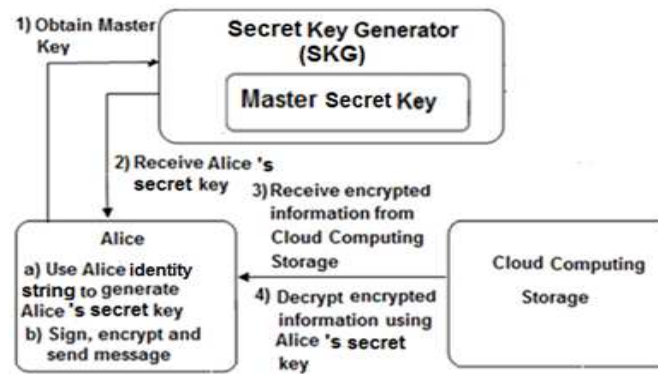 1) Obtain Master
Key
Secret Key Generator
(SKG)
Master Secret Key
2) Receive Alice 's
secret key
3) Receive encrypted
information from
Cloud Computing
Storage
Alice
a) Use Alice identity
string to generate
Alice 's secret key
b) Sign, encrypt and
send message
4) Decrypt encrypted
information using
Alice 's secret
key
Cloud Computing
Storage